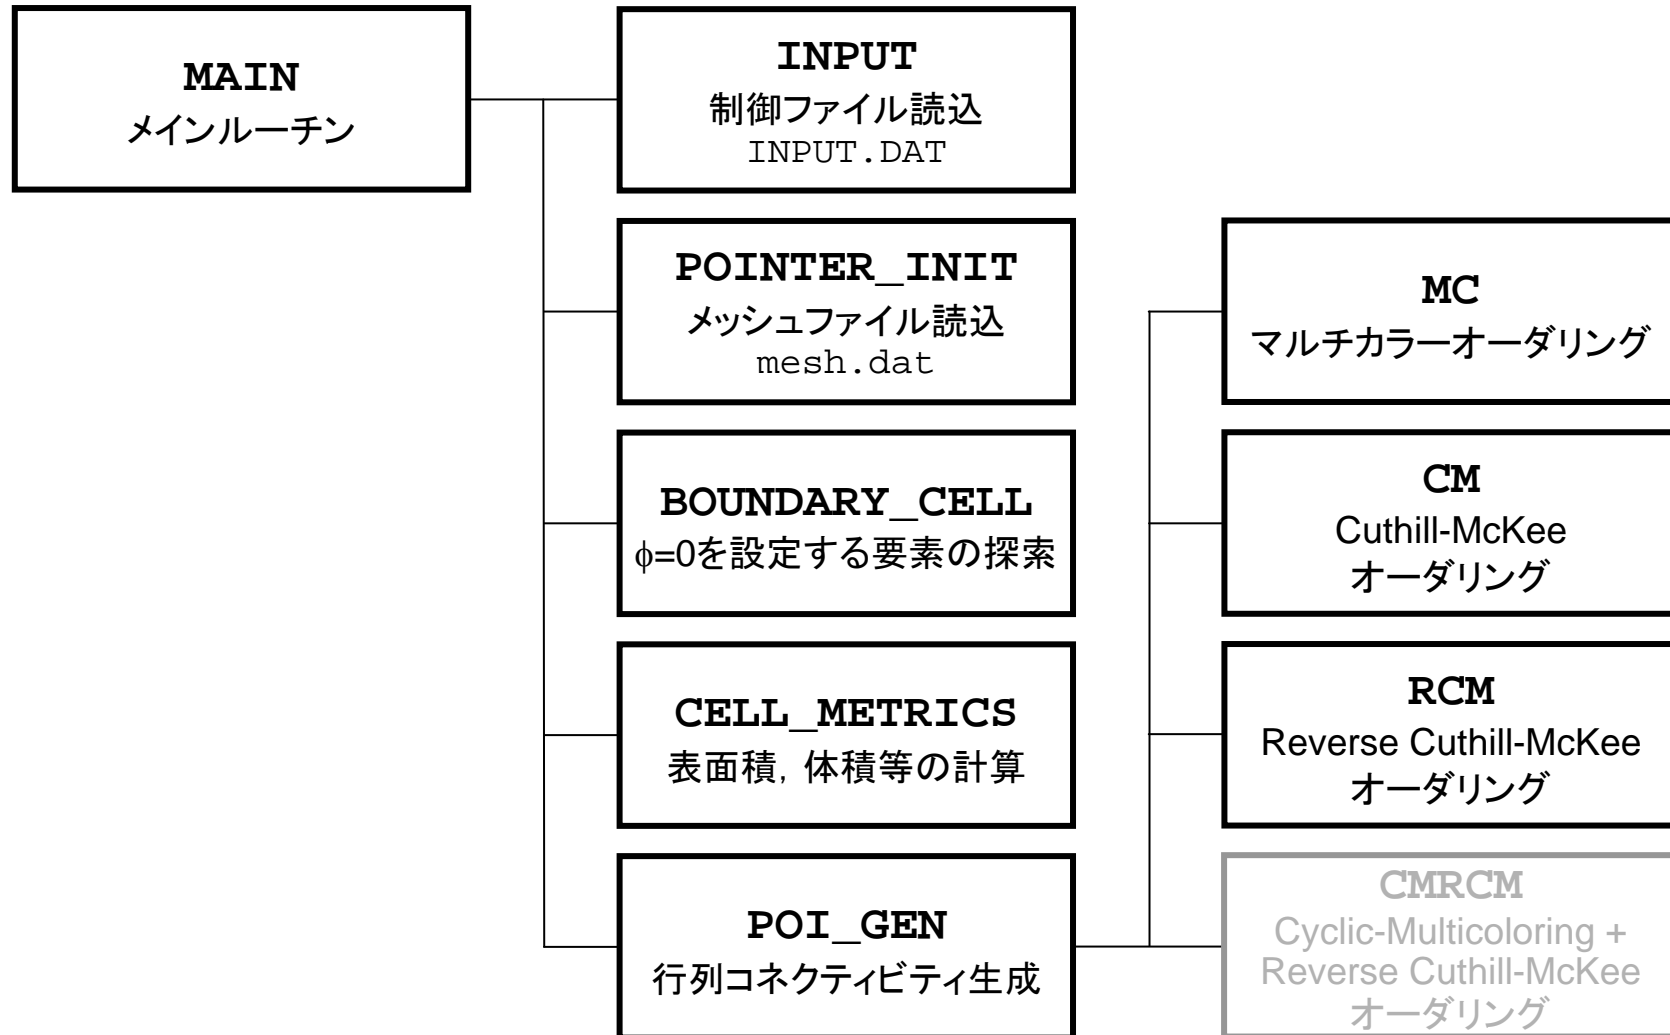 MAIN
メインルーチン
INPUT
制御ファイル読込
INPUT.DAT
POINTER_INIT
メッシュファイル読込
mesh.dat
BOUNDARY_CELL
φ=0を設定する要素の探索
CELL_METRICS
表面積，体積等の計算
POI_GEN
行列コネクティビティ生成
MC
マルチカラーオーダリング
CM
Cuthill-McKee
オーダリング
RCM
Reverse Cuthill-McKee
オーダリング
CMRCM
Cyclic-Multicoloring +
Reverse Cuthill-McKee
オーダリング